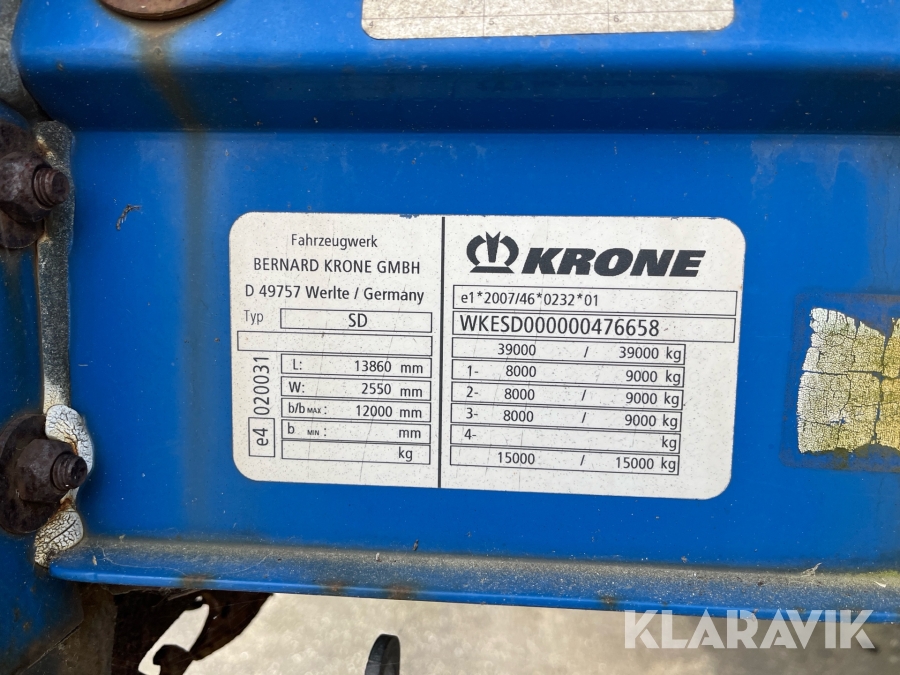 Fahrzeugwerk
BERNARD KRONE GMBH
D 49757 Werlte / Germany
Typ SD
L: 13860 mm
W: 2550 mm
b/b MAX : 12000 mm
b MIN : mm
kg
e4 020031
KRONE
e1*2007/46*0232*01
WKESD000000476658
39000 / 39000 kg
1- 8000 9000 kg
2- 8000 / 9000 kg
3- 8000 / 9000 kg
4- kg
15000 / 15000 kg
KLARAVIK